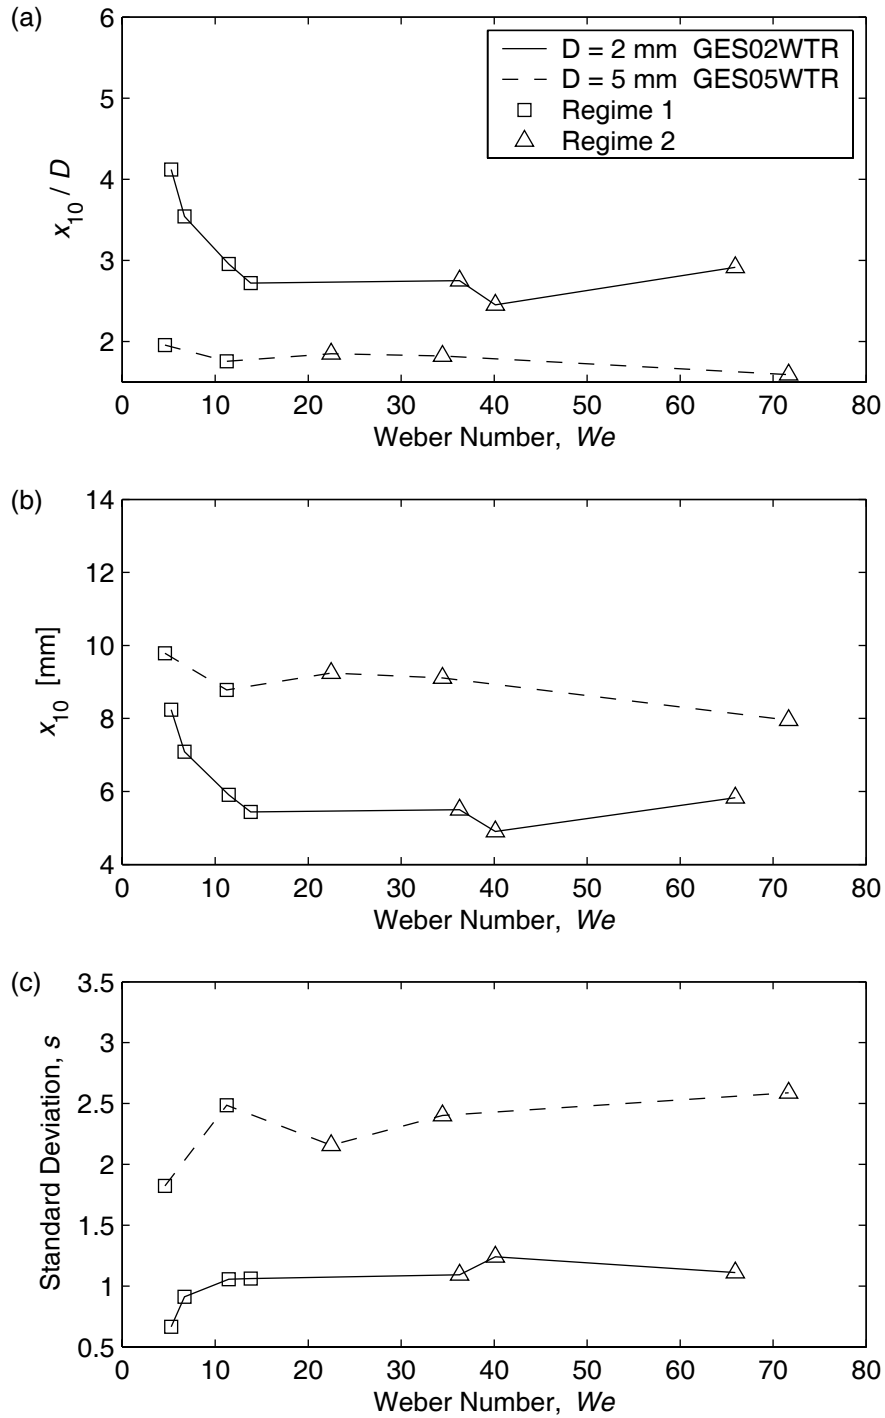 (a)
6
5
4
3
2
x10 / D
D = 2 mm GES02WTR
D = 5 mm GES05WTR
Regime 1
Regime 2
0 10 20 30 40 50 60 70 80
Weber Number, We
(b)
14
12
10
8
6
4
x10 [mm]
0 10 20 30 40 50 60 70 80
Weber Number, We
(c)
3.5
3
2.5
2
1.5
1
0.5
Standard Deviation, s
0 10 20 30 40 50 60 70 80
Weber Number, We